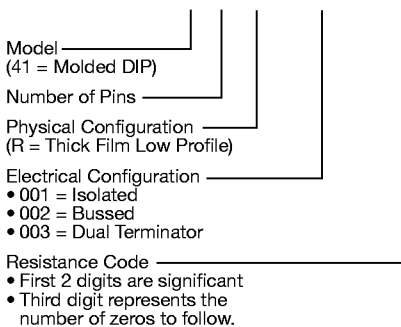 Model
(41 = Molded DIP)
Number of Pins
Physical Configuration
(R = Thick Film Low Profile)
Electrical Configuration
• 001 = Isolated
• 002 = Bussed
• 003 = Dual Terminator
Resistance Code
• First 2 digits are significant
• Third digit represents the
number of zeros to follow.